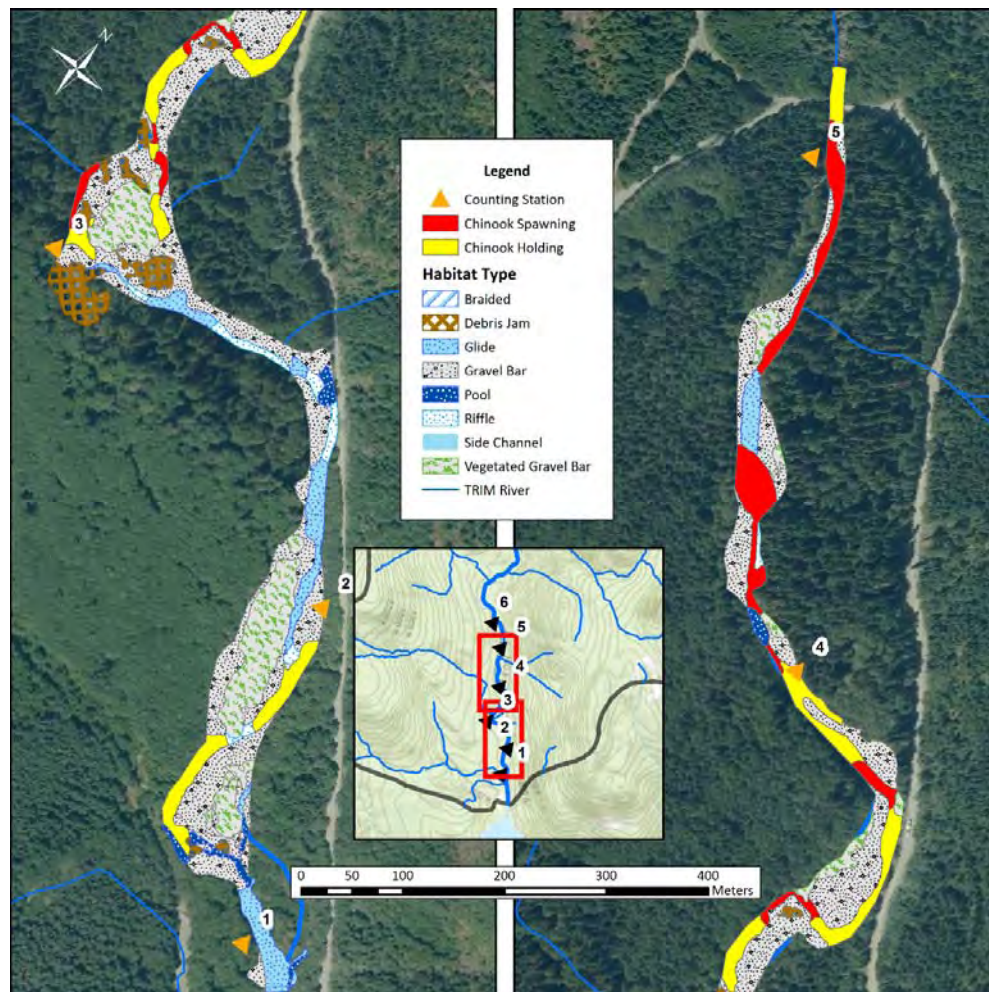 N
3
2
1
Legend
Counting Station
Chinook Spawning
Chinook Holding
Habitat Type
Braided
Debris Jam
Glide
Gravel Bar
Pool
Riffle
Side Channel
Vegetated Gravel Bar
TRIM River
6
5
4
3
2
1
0 50 100 200 300 400
Meters
5
4